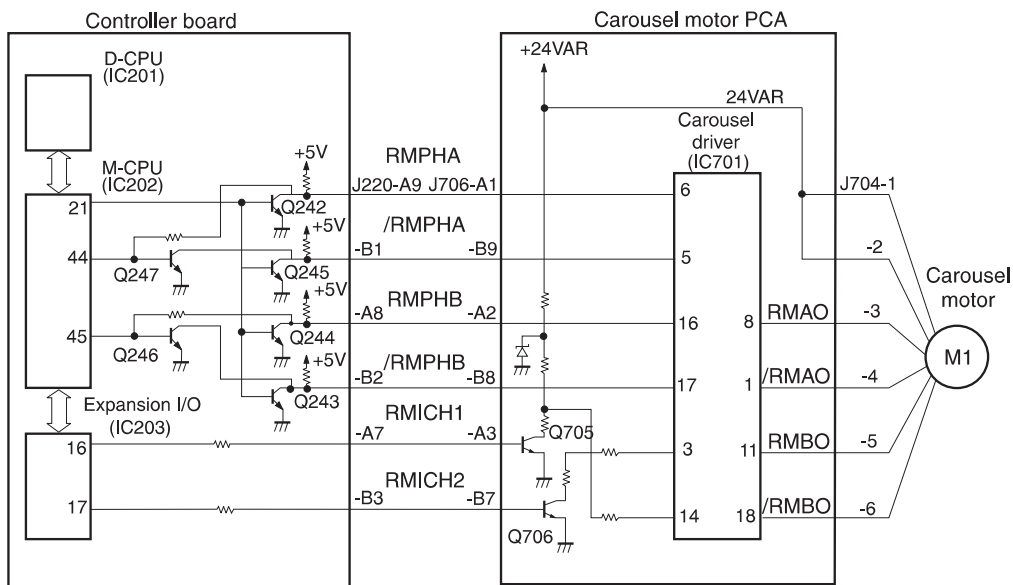 Controller board
Carousel motor PCA
D-CPU
(IC201)
+24VAR
24VAR
Carousel
driver
(IC701)
M-CPU
(IC202)
+5V
RMPHA
J220-A9 J706-A1
J704-1
21
Q242
6
/RMPHA
+5V
-B1
-B9
-2
44
Q247
Q245
5
+5V
RMPHB
Carousel
motor
-A8
-A2
16
8
RMAO
-3
45
Q246
Q244
+5V
/RMPHB
M1
-B2
-B8
17
1
/RMAO
-4
Q243
Expansion I/O
(IC203)
RMICH1
-A7
-A3
Q705
16
3
11
RMBO
-5
RMICH2
17
-B3
-B7
Q706
14
18
/RMBO
-6